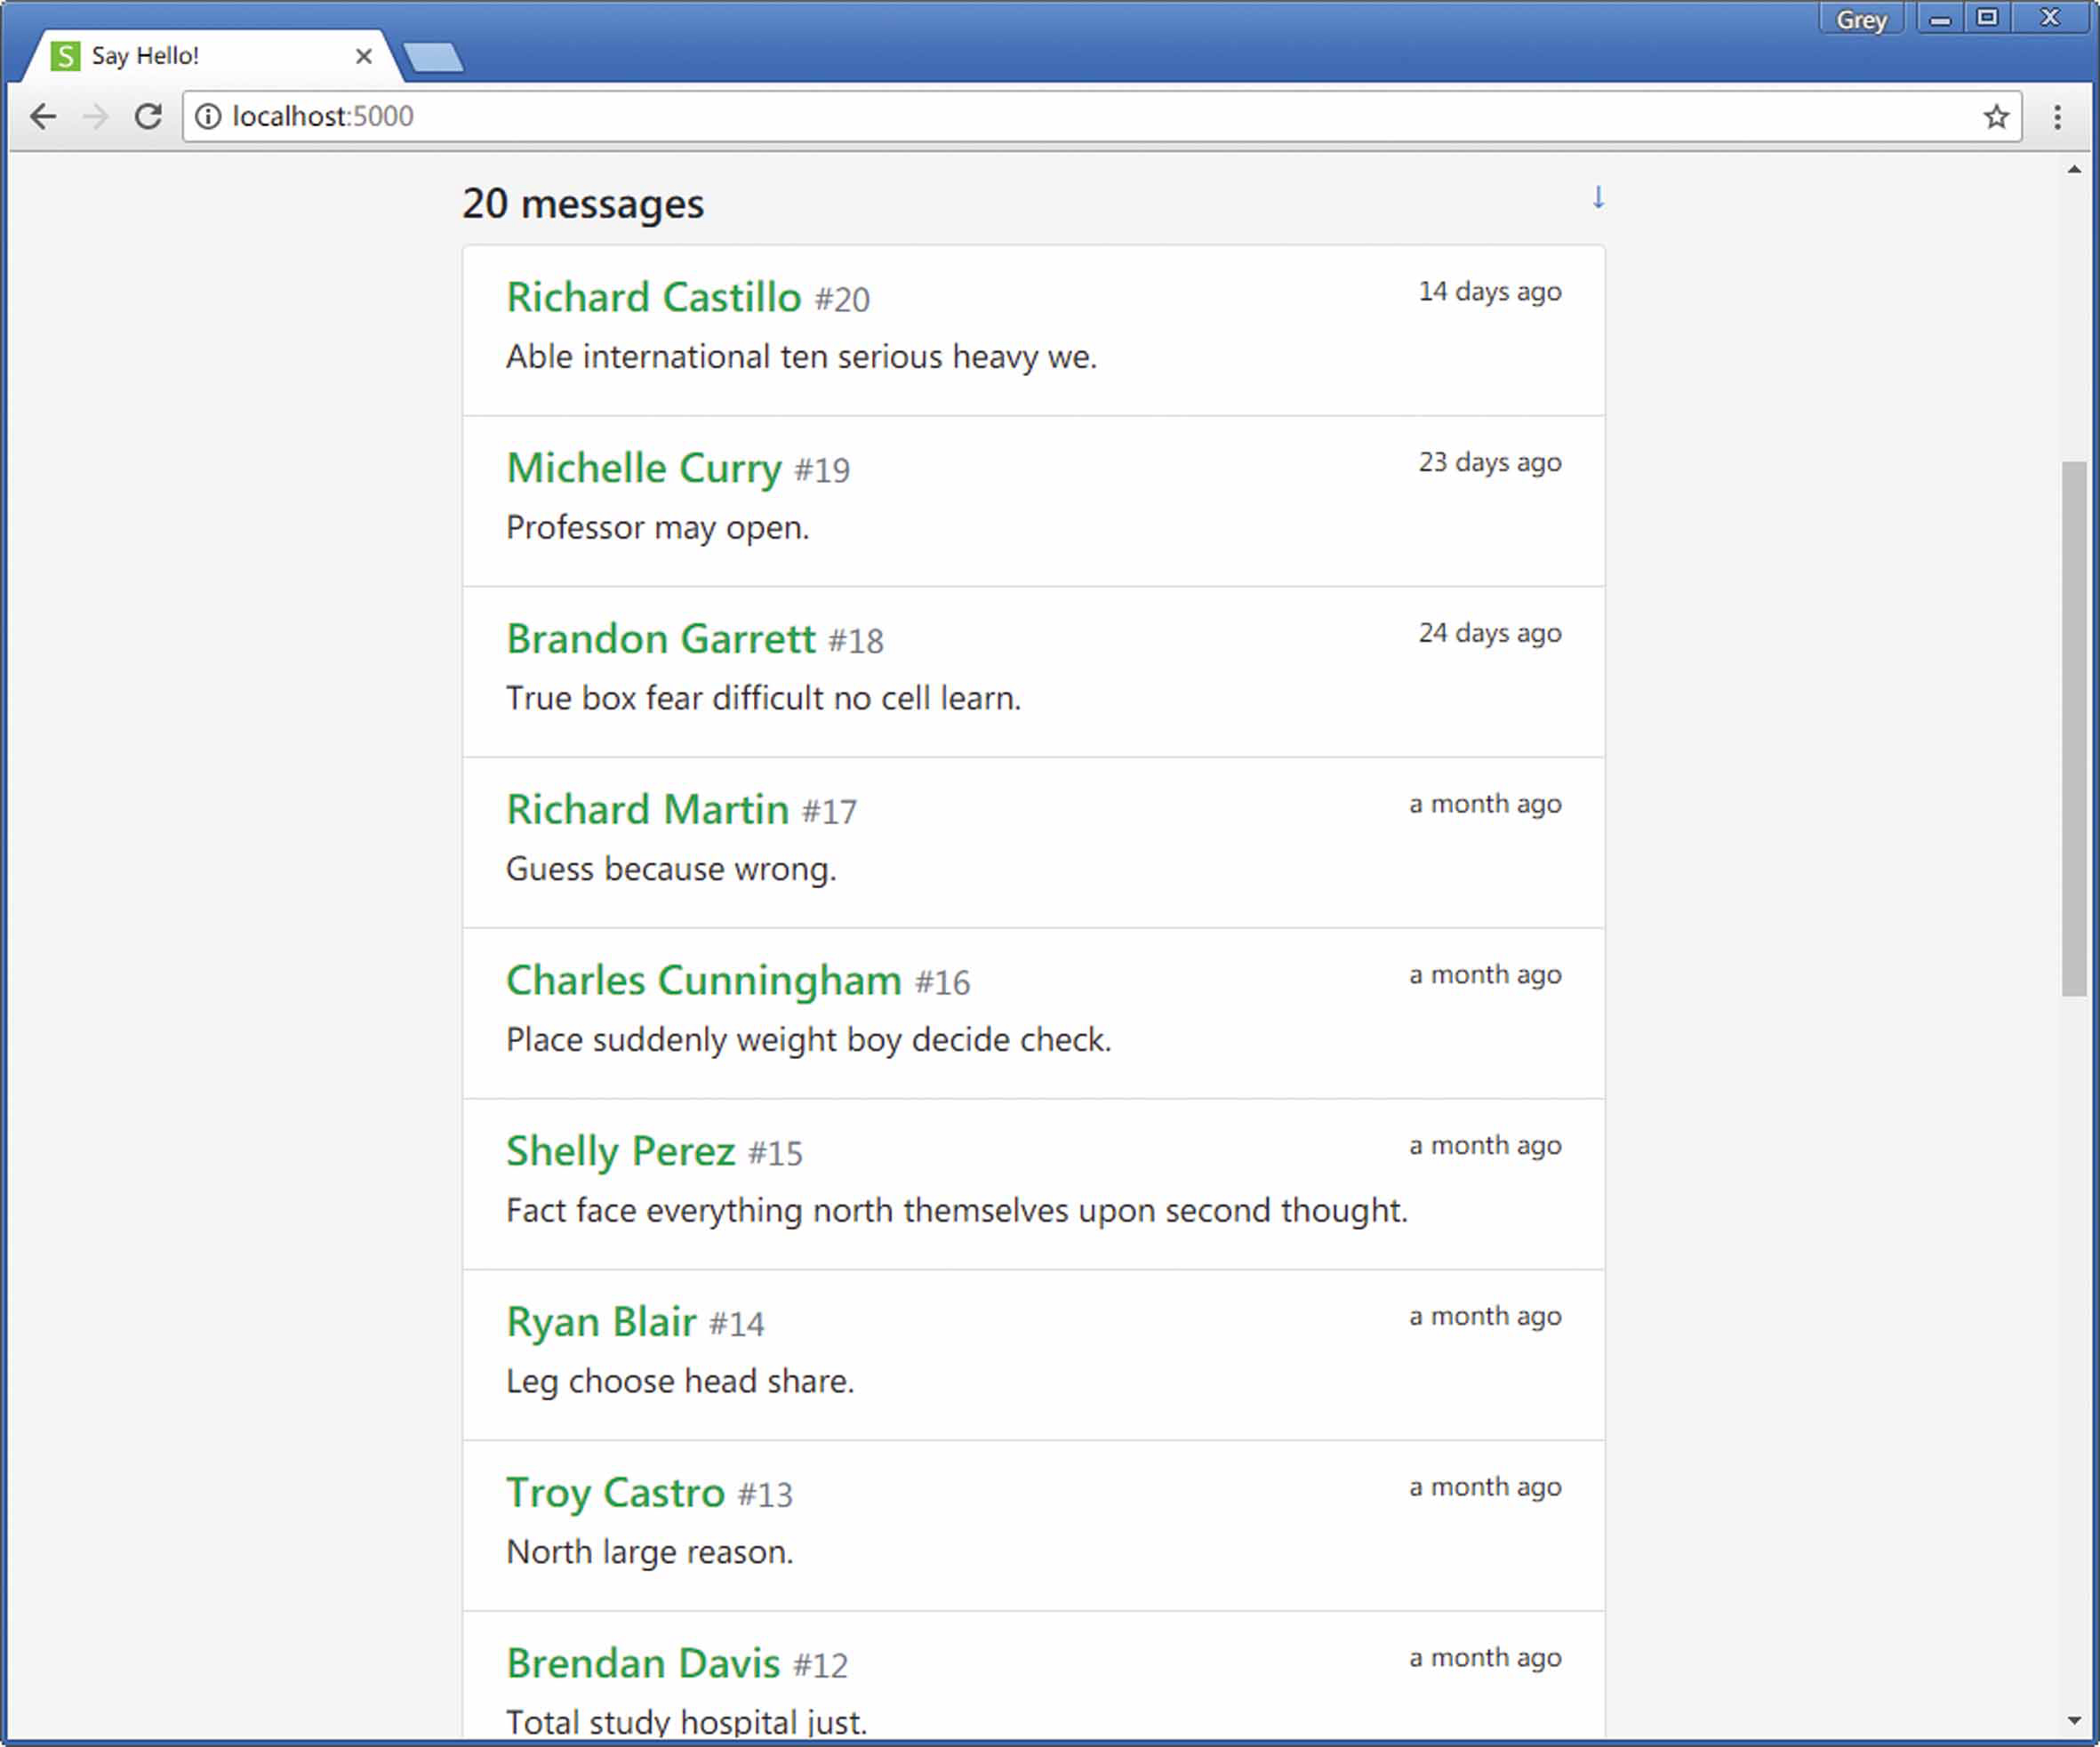 Grey
S Say Hello!
localhost:5000
20 messages ↓
Richard Castillo #20 14 days ago
Able international ten serious heavy we.
Michelle Curry #19 23 days ago
Professor may open.
Brandon Garrett #18 24 days ago
True box fear difficult no cell learn.
Richard Martin #17 a month ago
Guess because wrong.
Charles Cunningham #16 a month ago
Place suddenly weight boy decide check.
Shelly Perez #15 a month ago
Fact face everything north themselves upon second thought.
Ryan Blair #14 a month ago
Leg choose head share.
Troy Castro #13 a month ago
North large reason.
Brendan Davis #12 a month ago
Total study hospital just.